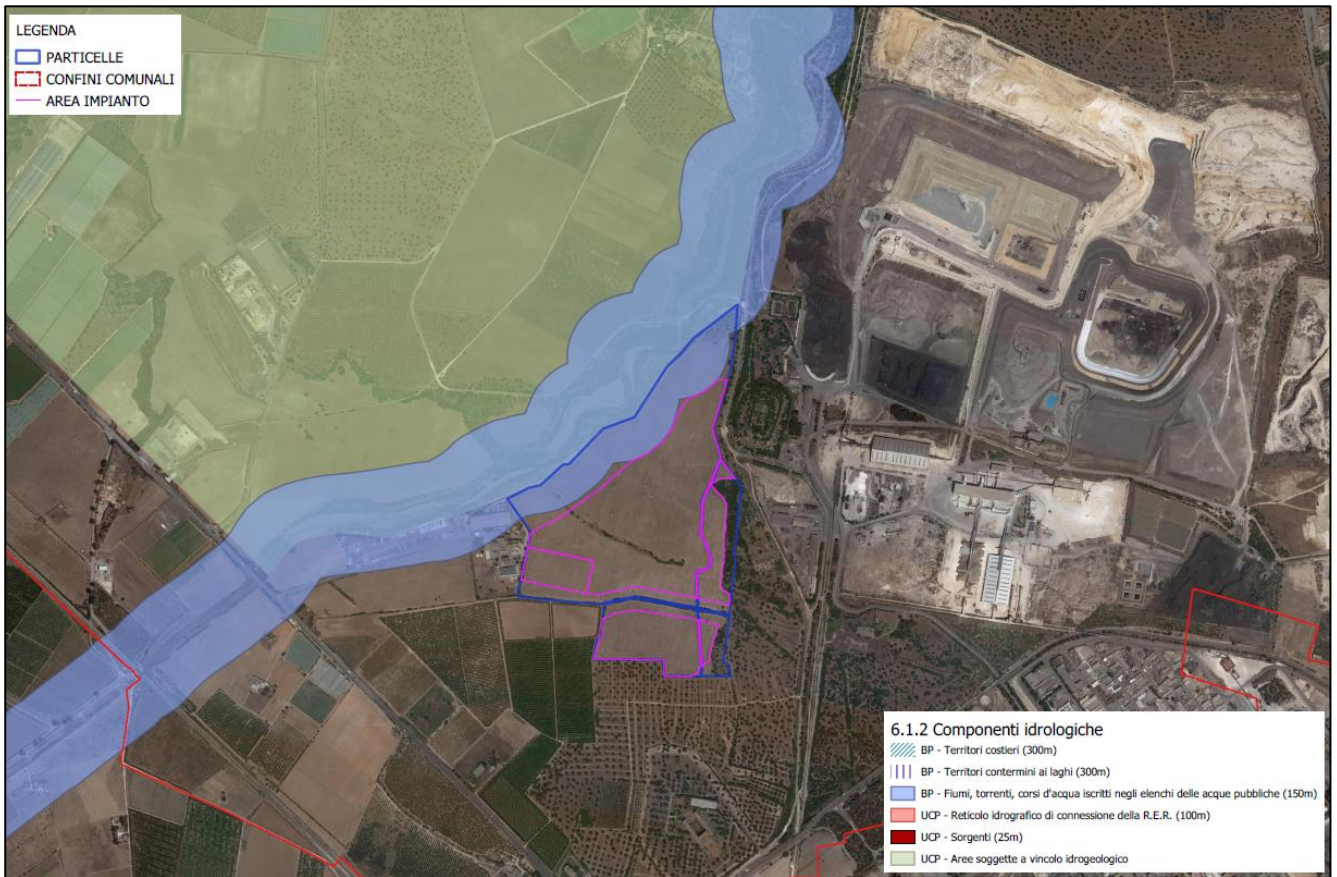 LEGENDA
PARTICELLE
CONFINI COMUNALI
AREA IMPIANTO
6.1.2 Componenti idrologiche
BP - Territori costieri (300m)
BP - Territori contermini ai laghi (300m)
BP - Fiumi, torrenti, corsi d'acqua iscritti negli elenchi delle acque pubbliche (150m)
UCP - Reticolo idrografico di connessione della R.E.R. (100m)
UCP - Sorgenti (25m)
UCP - Aree soggette a vincolo idrogeologico